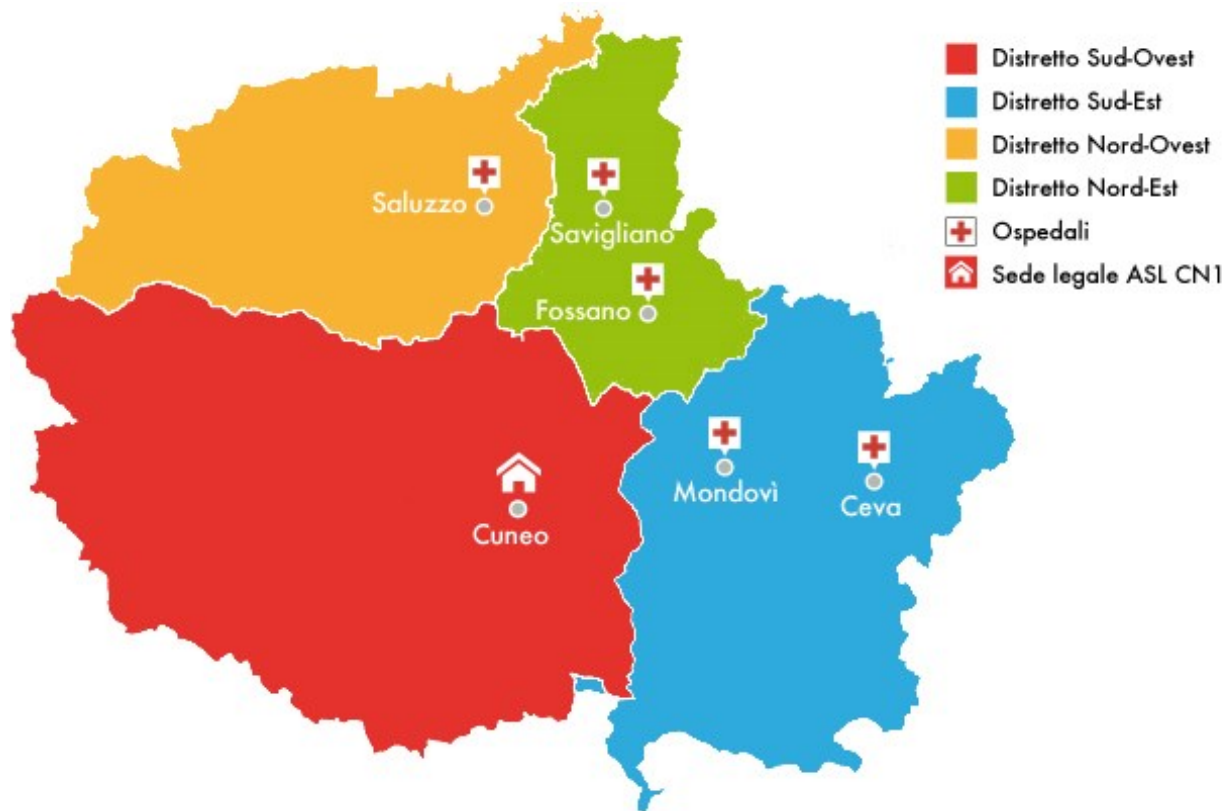 Distretto Sud-Ovest
Distretto Sud-Est
Distretto Nord-Ovest
Distretto Nord-Est
Ospedali
Sede legale ASL CN1
Saluzzo
Savigliano
Fossano
Mondovì
Ceva
Cuneo